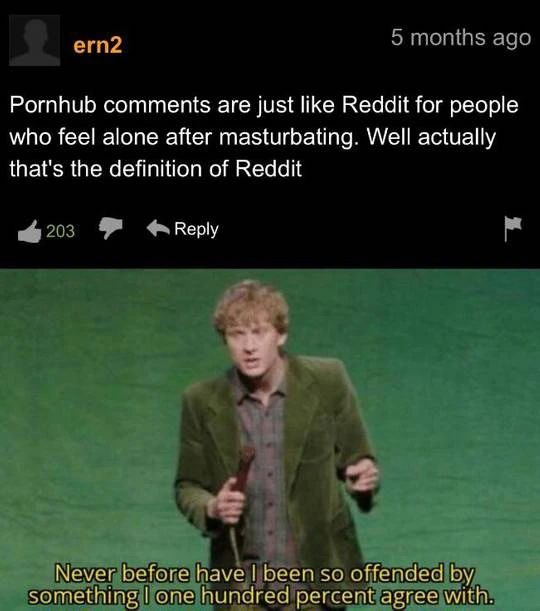 ern2
5 months ago
Pornhub comments are just like Reddit for people
who feel alone after masturbating. Well actually
that's the definition of Reddit
203
Reply
Never before have I been so offended by
something I one hundred percent agree with.